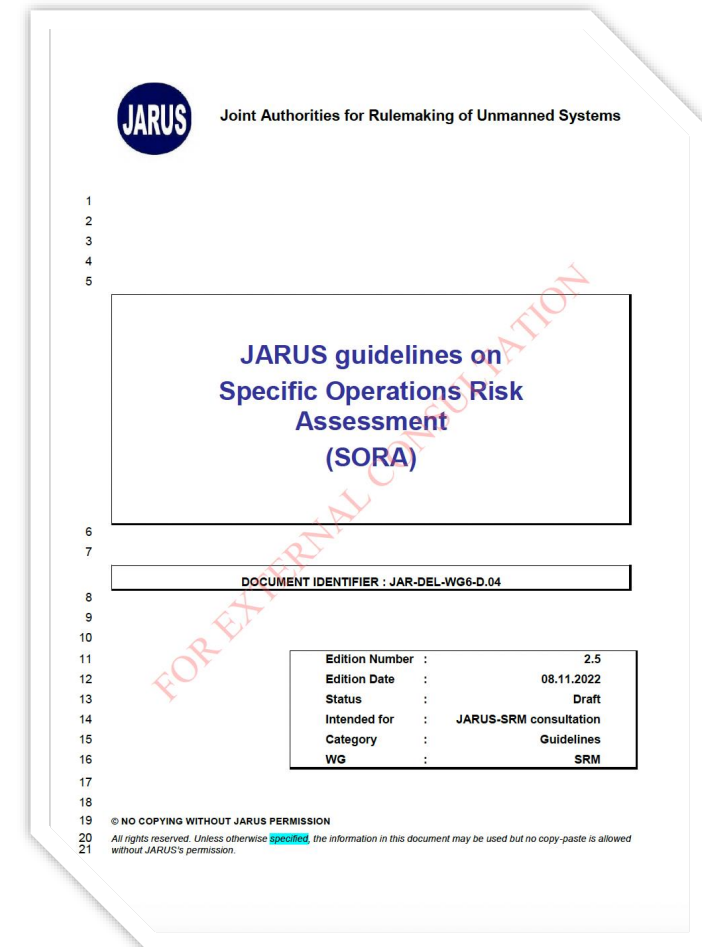 JARUS
Joint Authorities for Rulemaking of Unmanned Systems
1
2
3
4
5
JARUS guidelines on
Specific Operations Risk
Assessment
(SORA)
6
7
DOCUMENT IDENTIFIER : JAR-DEL-WG6-D.04
8
9
10
11 Edition Number : 2.5
12 Edition Date : 08.11.2022
13 Status : Draft
14 Intended for : JARUS-SRM consultation
15 Category : Guidelines
16 WG : SRM
17
18
19 © NO COPYING WITHOUT JARUS PERMISSION
20 All rights reserved. Unless otherwise specified, the information in this document may be used but no copy-paste is allowed
21 without JARUS's permission.
FOR EXTERNAL CONSULTATION